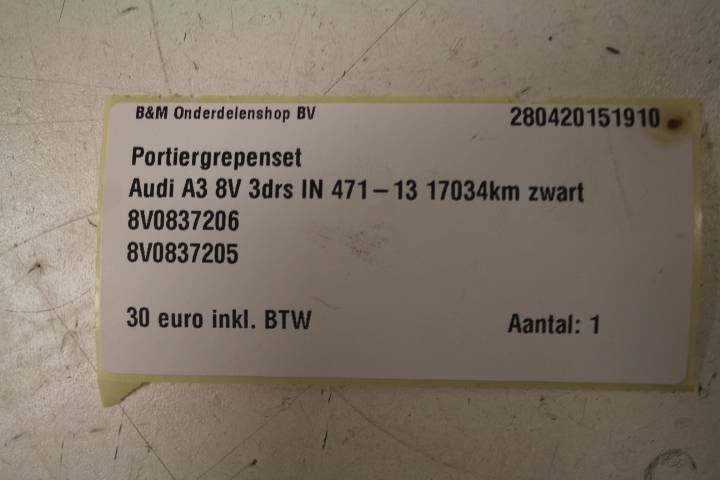 B&M Onderdelenshop BV 280420151910
Portiergrepenset
Audi A3 8V 3drs IN 471-13 17034km zwart
8V0837206
8V0837205
30 euro inkl. BTW Aantal: 1